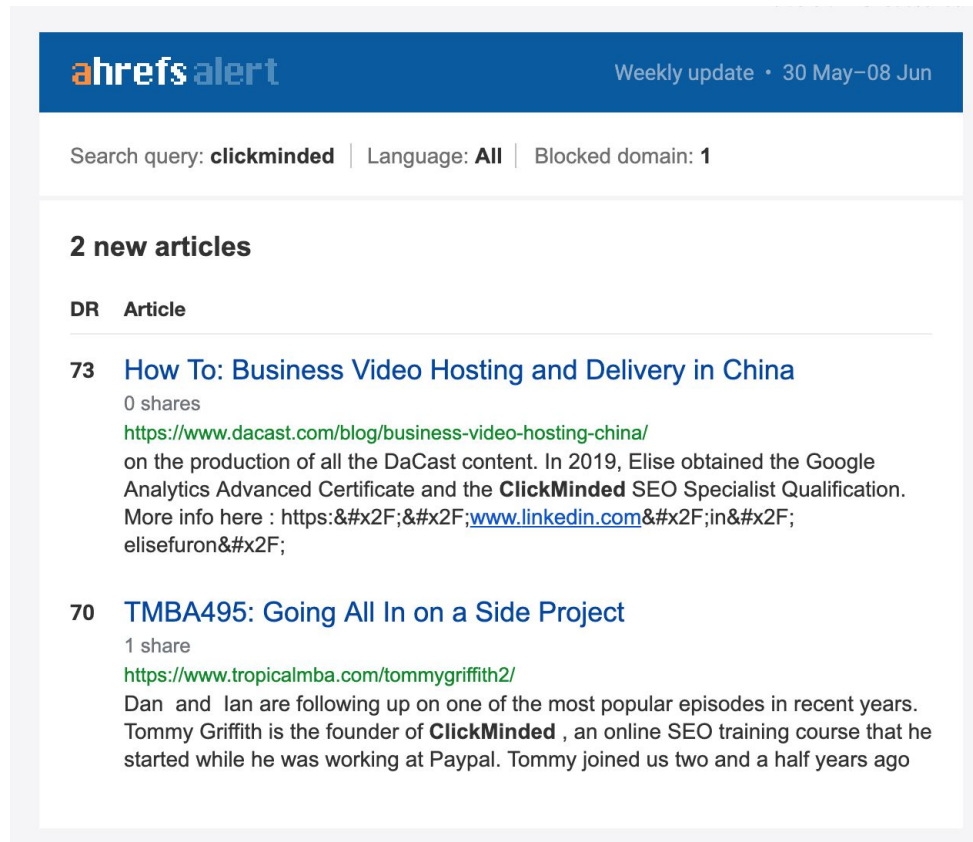 ahrefs alert Weekly update • 30 May–08 Jun
Search query: clickminded | Language: All | Blocked domain: 1
2 new articles
DR Article
73 How To: Business Video Hosting and Delivery in China
0 shares
https://www.dacast.com/blog/business-video-hosting-china/
on the production of all the DaCast content. In 2019, Elise obtained the Google
Analytics Advanced Certificate and the ClickMinded SEO Specialist Qualification.
More info here : https:&#x2F;&#x2F;www.linkedin.com&#x2F;in&#x2F;
elisefuron&#x2F;
70 TMBA495: Going All In on a Side Project
1 share
https://www.tropicalmba.com/tommygriffith2/
Dan and Ian are following up on one of the most popular episodes in recent years.
Tommy Griffith is the founder of ClickMinded , an online SEO training course that he
started while he was working at Paypal. Tommy joined us two and a half years ago